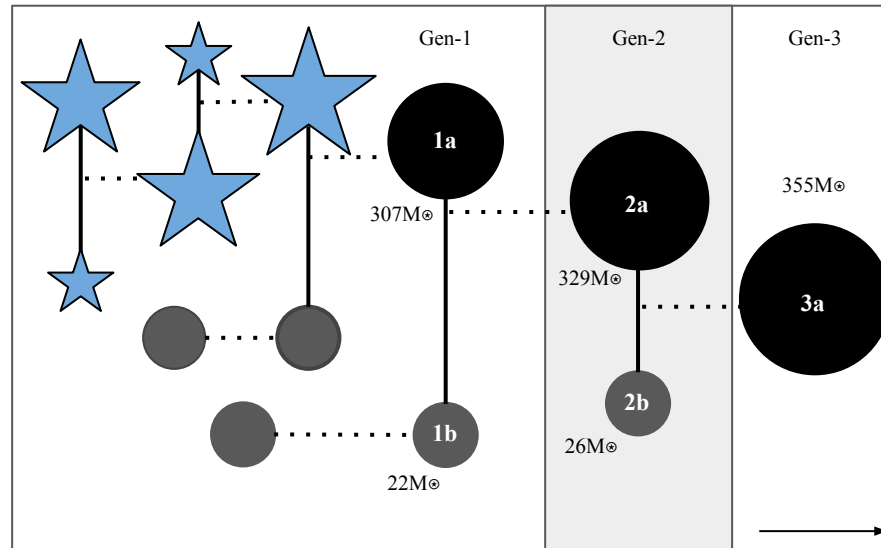 Gen-1
Gen-2
Gen-3
1a
307M⊛
2a
355M⊛
329M⊛
3a
1b
22M⊛
2b
26M⊛